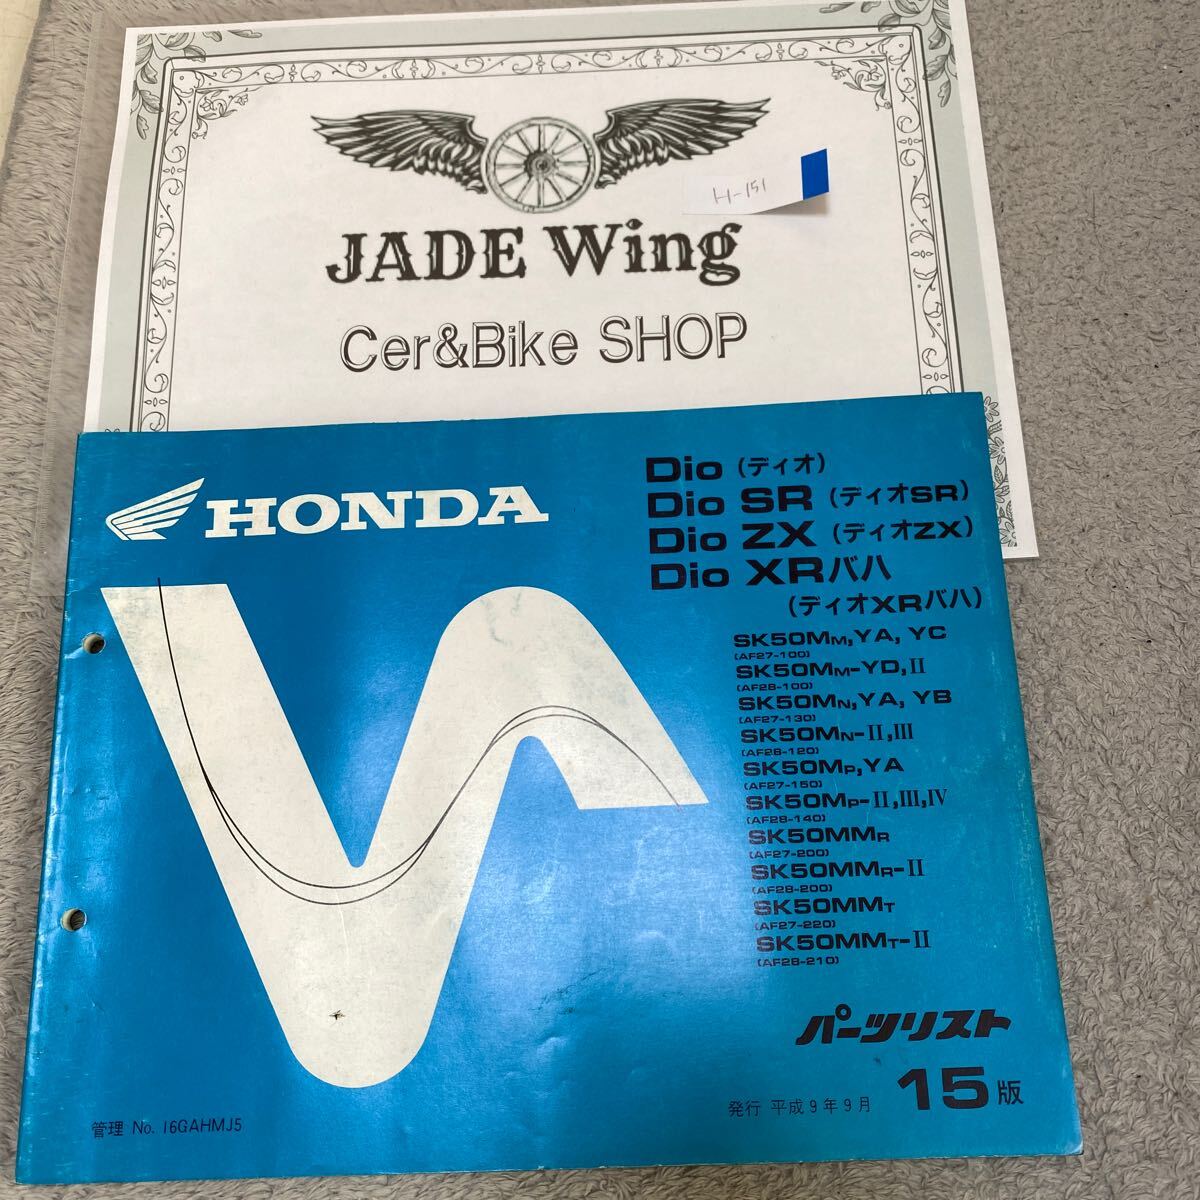 H-151
JADE Wing
Cer&Bike SHOP
HONDA
Dio (ディオ)
Dio SR (ディオSR)
Dio ZX (ディオZX)
Dio XRバハ
(ディオXRバハ)
SK50MM,YA, YC
(AF27-100)
SK50MM-YD,II
(AF28-100)
SK50MN,YA, YB
(AF27-130)
SK50MN-II,III
(AF28-120)
SK50MP,YA
(AF27-150)
SK50MP-II,III,IV
(AF28-140)
SK50MMR
(AF27-200)
SK50MMR-II
(AF28-200)
SK50MMT
(AF27-220)
SK50MMT-II
(AF28-210)
パーツリスト
発行 平成9年9月 15版
管理 No. 16GAHMJ5